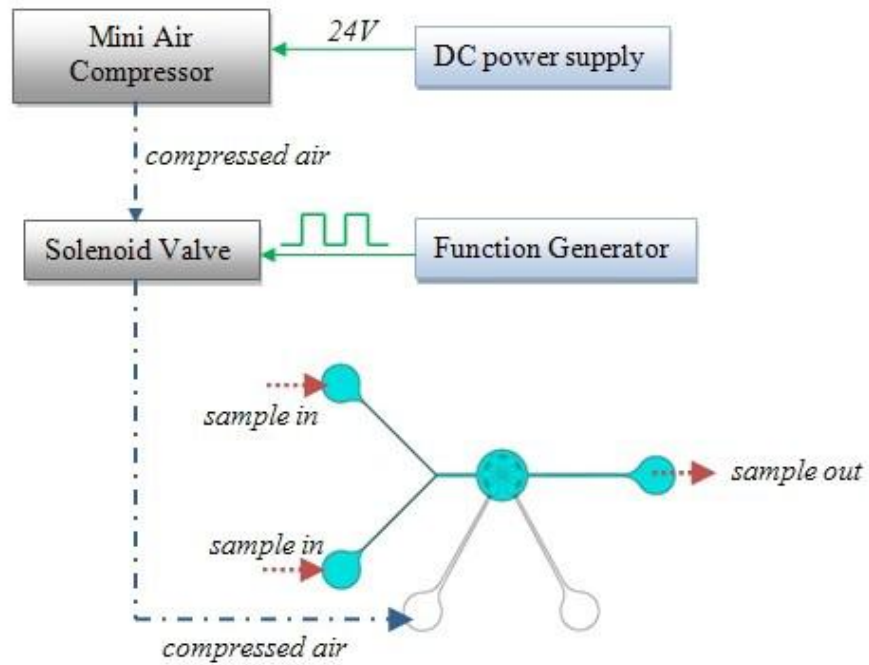 Mini Air
Compressor
24V
DC power supply
compressed air
Solenoid Valve
Function Generator
sample in
sample out
sample in
compressed air